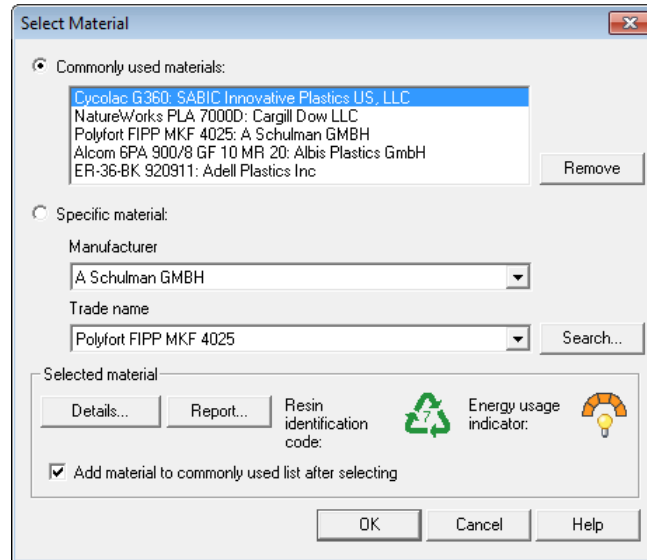 Select Material
Commonly used materials:
Cycolac G360: SABIC Innovative Plastics US, LLC
NatureWorks PLA 7000D: Cargill Dow LLC
Polyfort FIPP MKF 4025: A Schulman GMBH
Alcom 6PA 900/8 GF 10 MR 20: Albis Plastics GmbH
ER-36-BK 920911: Adell Plastics Inc
Remove
Specific material:
Manufacturer
A Schulman GMBH
Trade name
Polyfort FIPP MKF 4025
Search...
Selected material
Details...
Report...
Resin
identification
code:
7
Energy usage
indicator:
Add material to commonly used list after selecting
OK
Cancel
Help